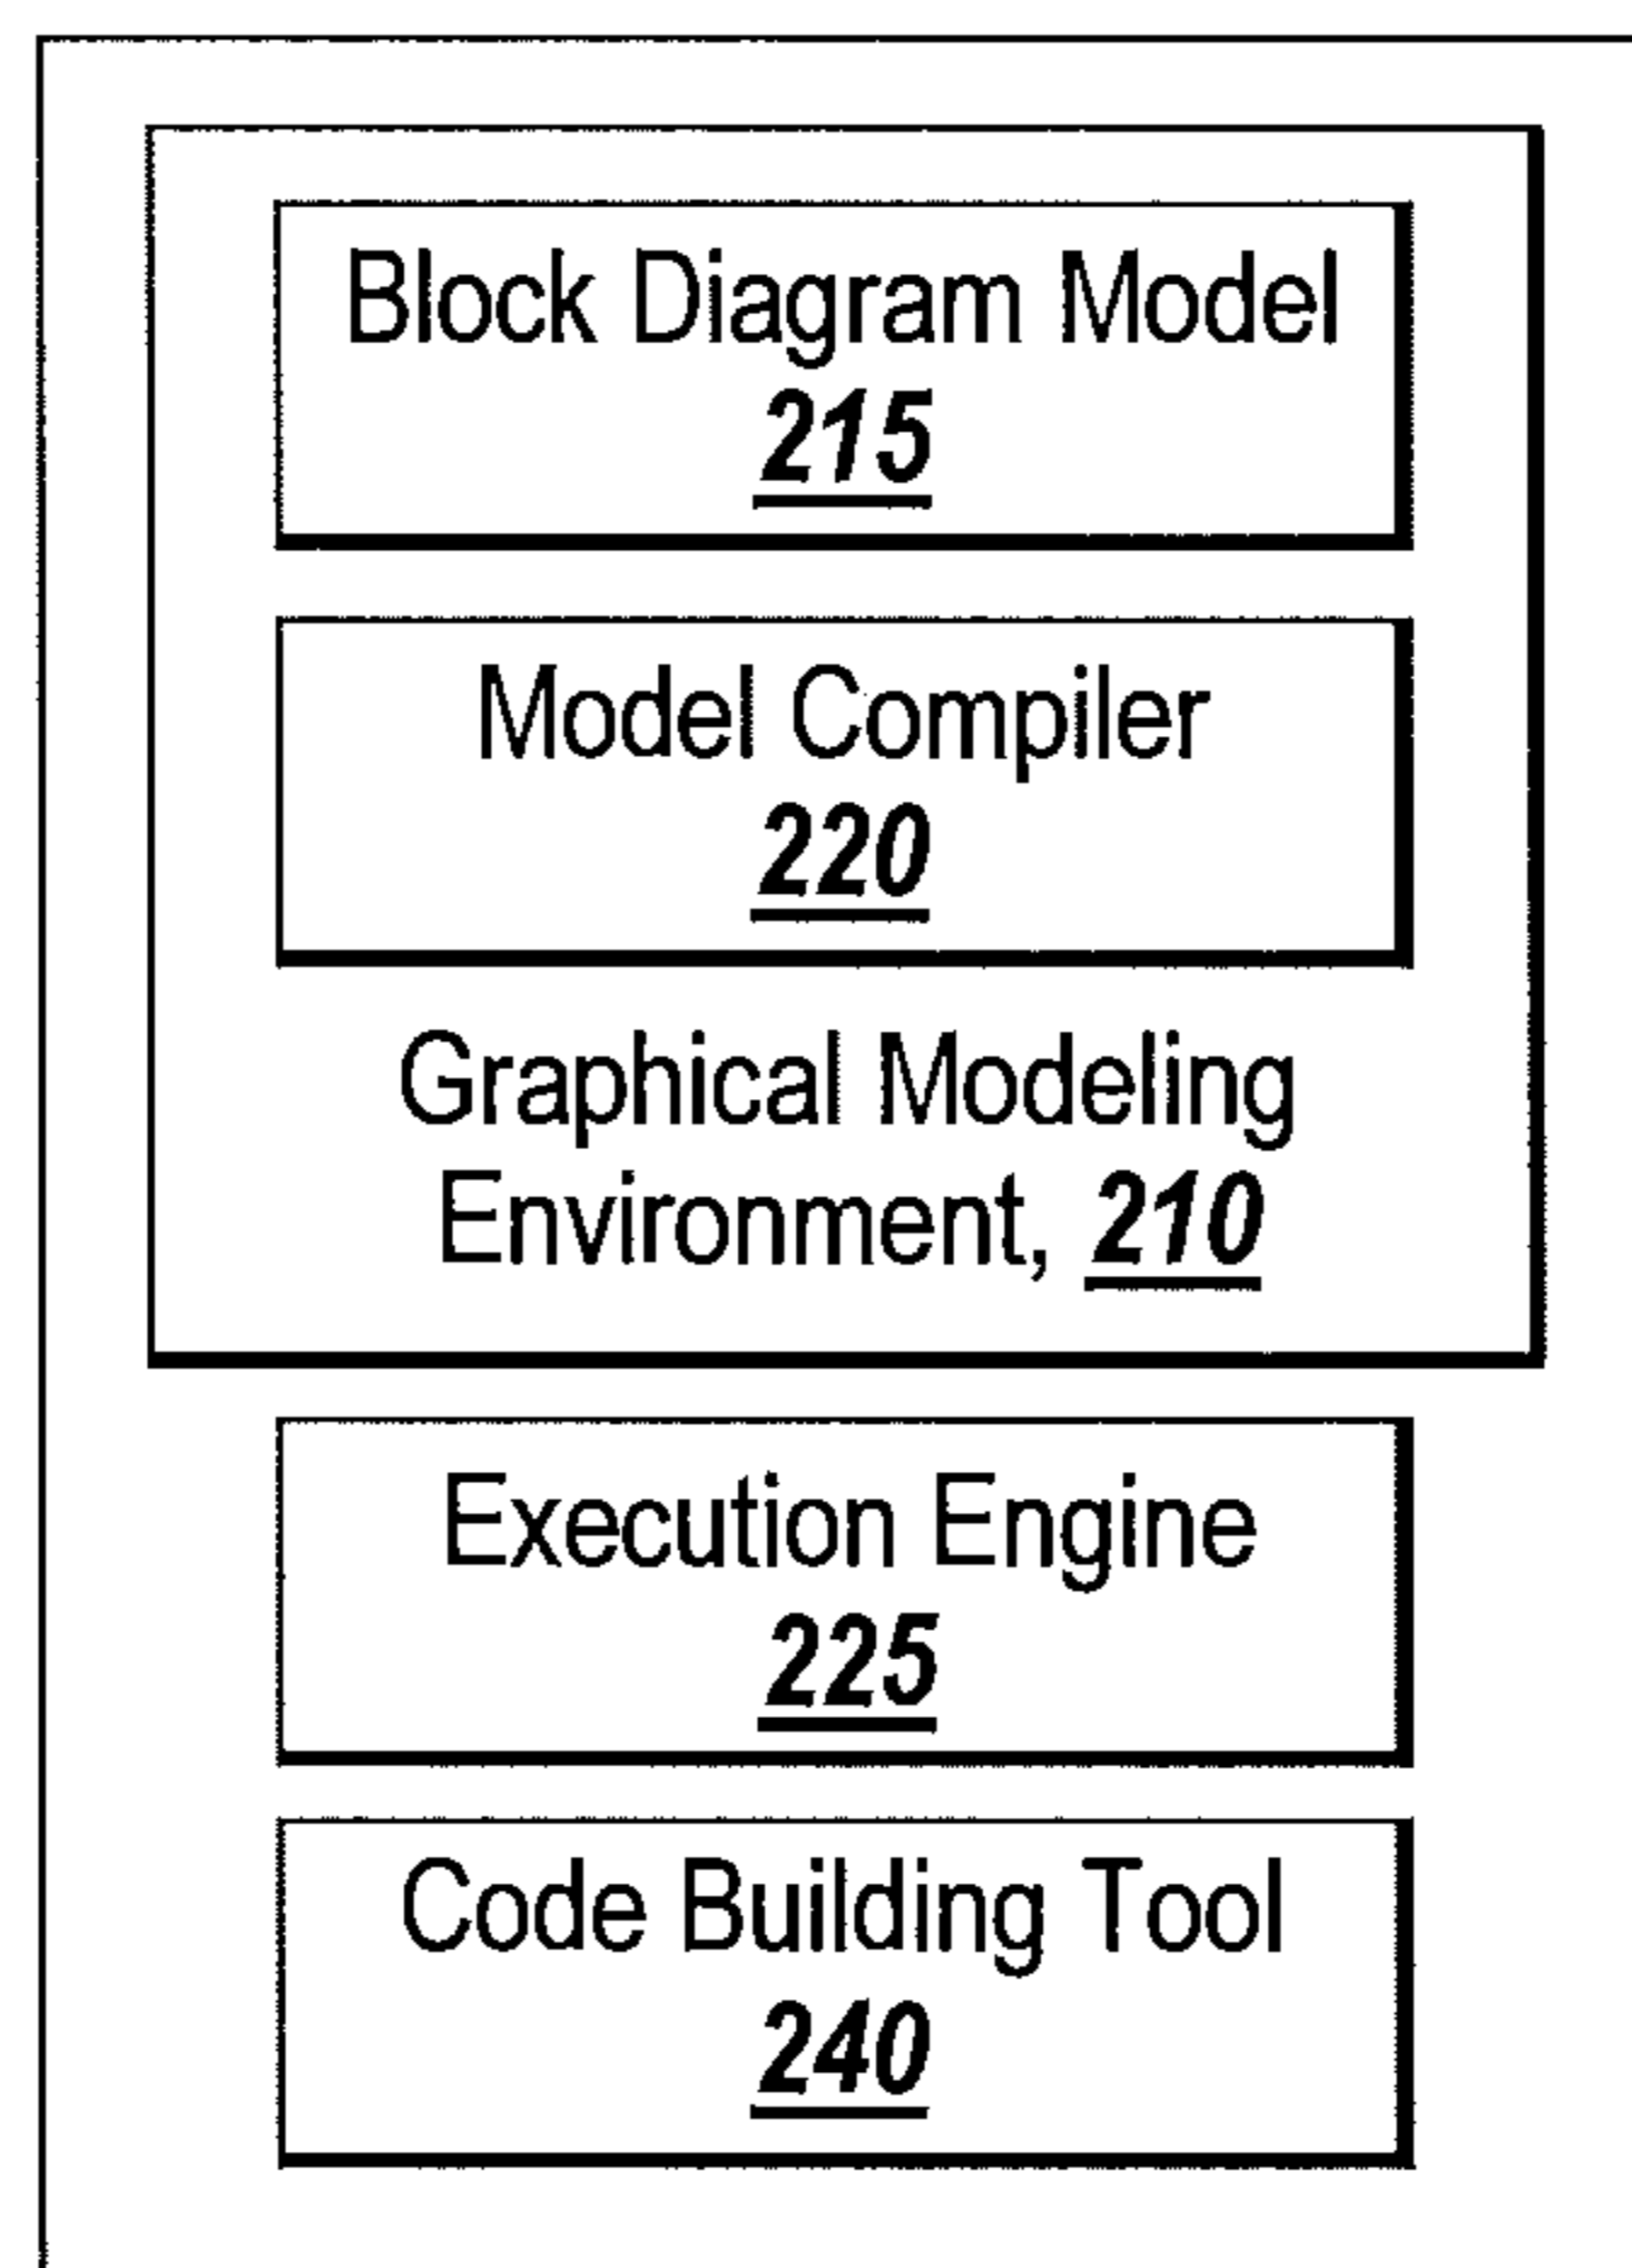 Block Diagram Model
215
Model Compiler
220
Graphical Modeling
Environment, 210
Execution Engine
225
Code Building Tool
240